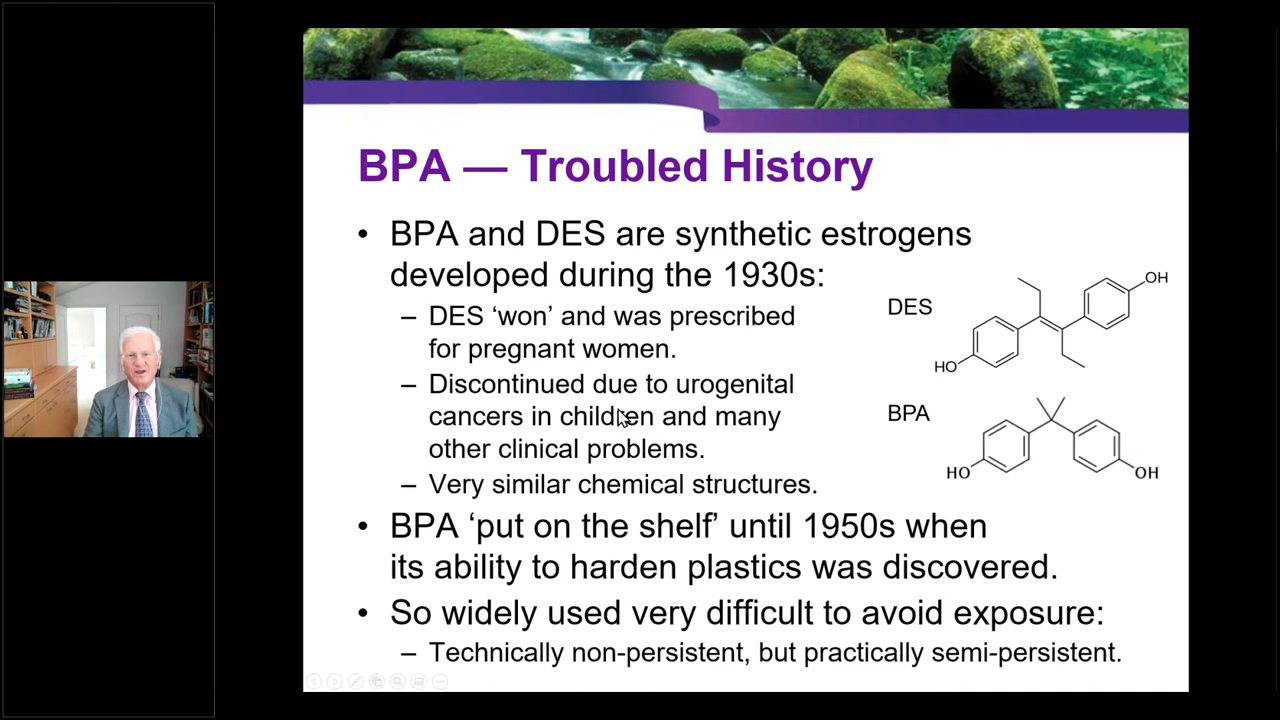 BPA — Troubled History
• BPA and DES are synthetic estrogens
developed during the 1930s:
– DES ‘won’ and was prescribed
for pregnant women.
– Discontinued due to urogenital
cancers in children and many
other clinical problems.
– Very similar chemical structures.
DES
OH
HO
BPA
HO
OH
• BPA ‘put on the shelf’ until 1950s when
its ability to harden plastics was discovered.
• So widely used very difficult to avoid exposure:
– Technically non-persistent, but practically semi-persistent.